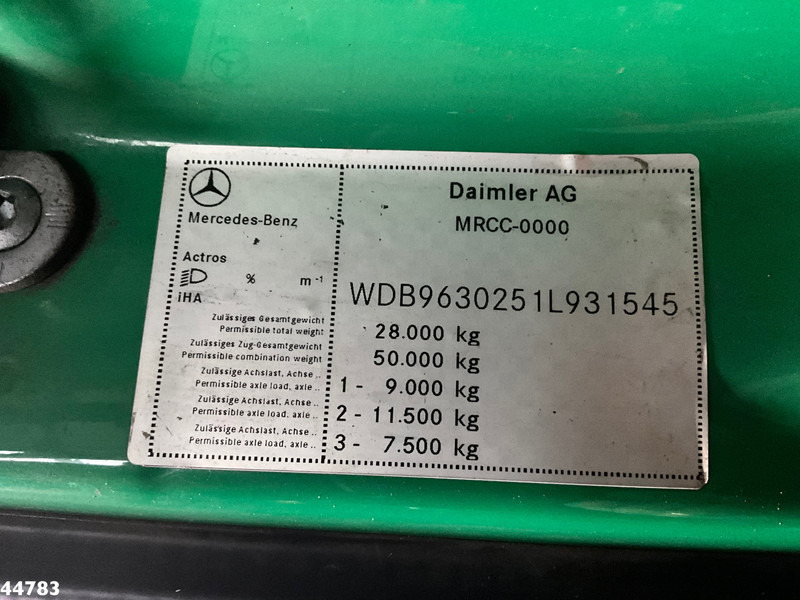 Mercedes-Benz
Daimler AG
MRCC-0000
Actros
% m⁻¹
iHA
WDB9630251L931545
Zulässiges Gesamtgewicht
Permissible total weight
28.000 kg
Zulässiges Zug-Gesamtgewicht
Permissible combination weight
50.000 kg
Zulässige Achslast, Achse ..
Permissible axle load, axle ..
1 - 9.000 kg
Zulässige Achslast, Achse ..
Permissible axle load, axle ..
2 - 11.500 kg
Zulässige Achslast, Achse ..
Permissible axle load, axle ..
3 - 7.500 kg
44783